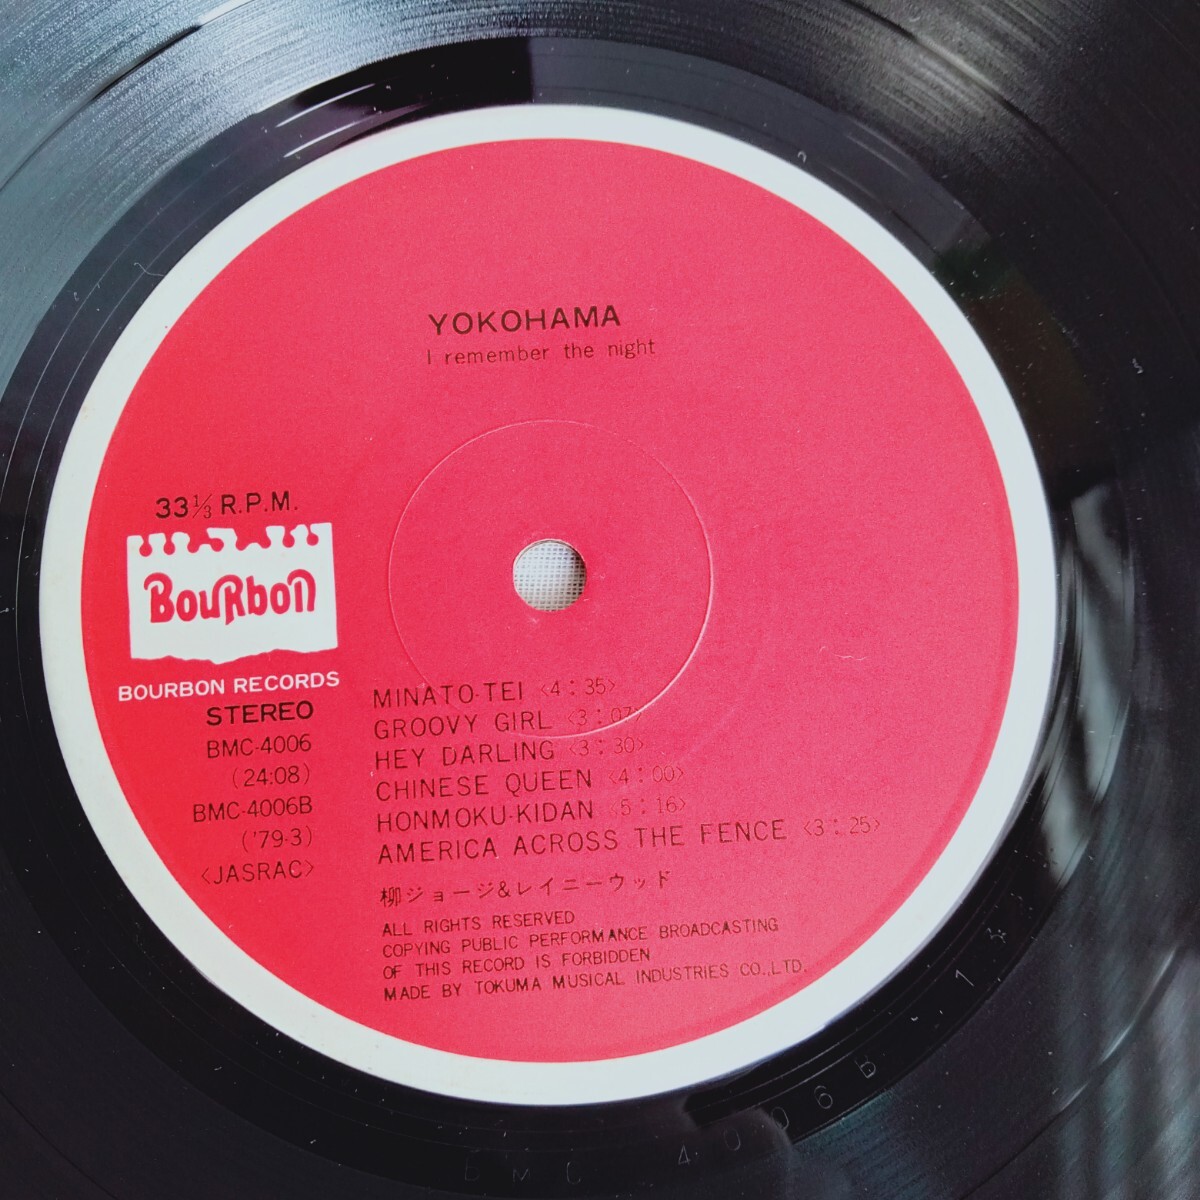 YOKOHAMA
I remember the night
33⅓ R.P.M.
BouRbon
BOURBON RECORDS
STEREO
BMC-4006
(24:08)
BMC-4006B
('79-3)
<JASRAC>
MINATO-TEI <4:35>
GROOVY GIRL <3:07>
HEY DARLING <3:30>
CHINESE QUEEN <4:00>
HONMOKU-KIDAN <5:16>
AMERICA ACROSS THE FENCE <3:25>
柳ジョージ&レイニーウッド
ALL RIGHTS RESERVED
COPYING PUBLIC PERFORMANCE BROADCASTING
OF THIS RECORD IS FORBIDDEN
MADE BY TOKUMA MUSICAL INDUSTRIES CO.,LTD.
BMC 4006B